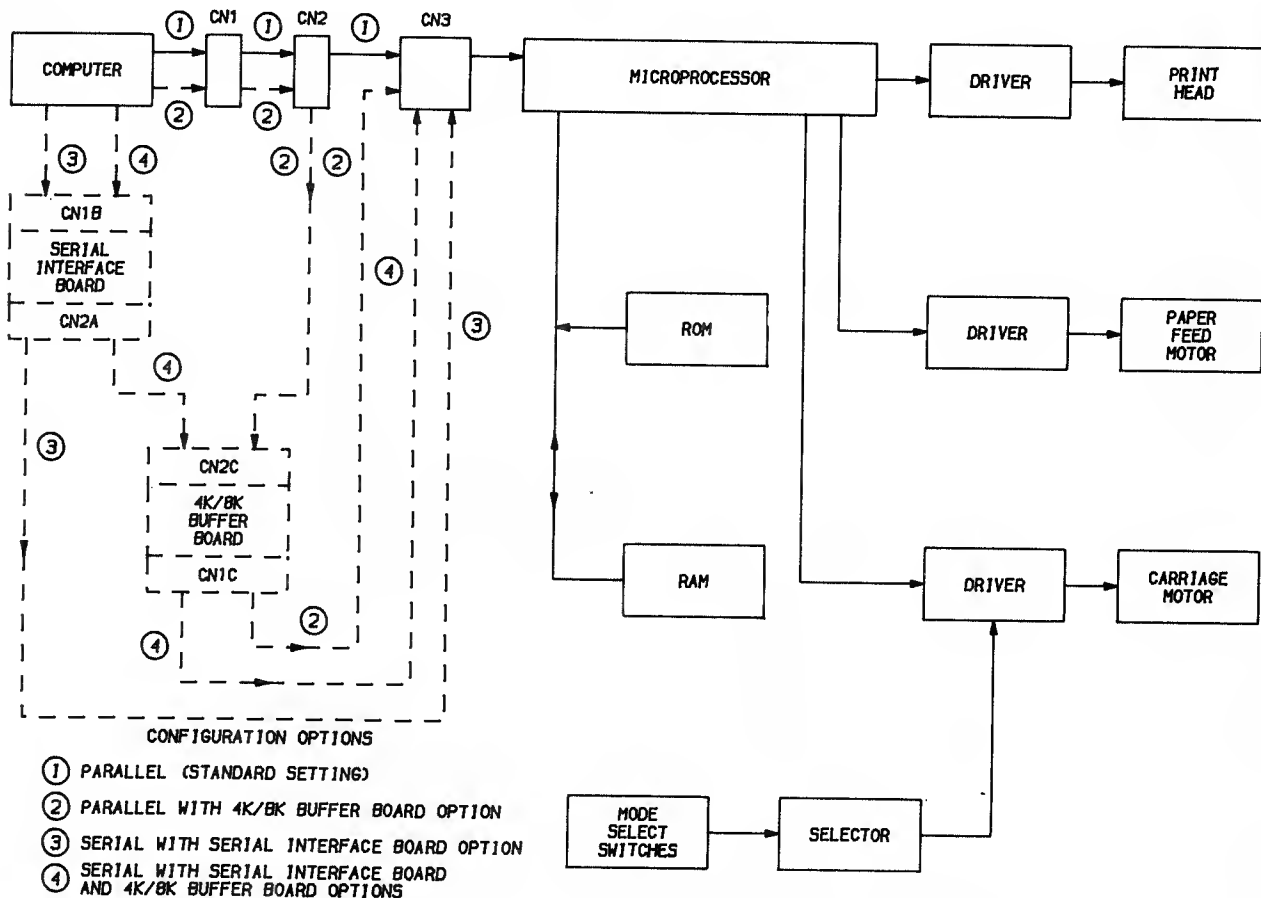 CN1
CN2
CN3
1
1
1
COMPUTER
MICROPROCESSOR
DRIVER
PRINT
HEAD
2
2
3
4
2
2
CN1B
SERIAL
INTERFACE
BOARD
CN2A
4
3
ROM
DRIVER
PAPER
FEED
MOTOR
4
3
CN2C
4K/8K
BUFFER
BOARD
CN1C
RAM
DRIVER
CARRIAGE
MOTOR
2
4
CONFIGURATION OPTIONS
1 PARALLEL (STANDARD SETTING)
2 PARALLEL WITH 4K/8K BUFFER BOARD OPTION
3 SERIAL WITH SERIAL INTERFACE BOARD OPTION
4 SERIAL WITH SERIAL INTERFACE BOARD
AND 4K/8K BUFFER BOARD OPTIONS
MODE
SELECT
SWITCHES
SELECTOR